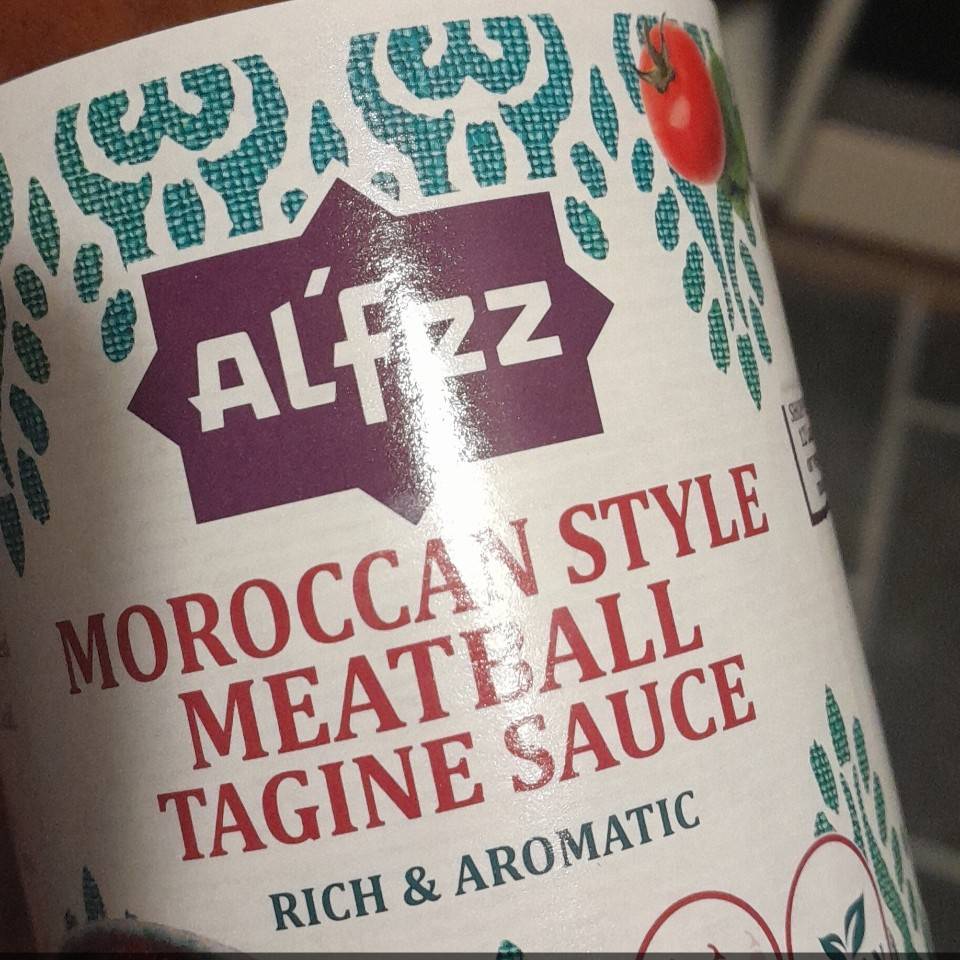 Al'fez
MOROCCAN STYLE
MEATBALL
TAGINE SAUCE
RICH & AROMATIC